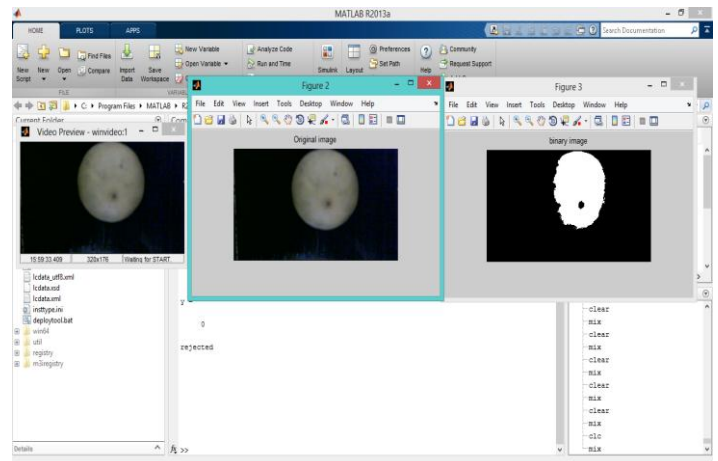 MATLAB R2013a
HOME PLOTS APPS
Search Documentation
New Script
New
Open
Find Files
Compare
Import Data
Save Workspace
New Variable
Open Variable
Analyze Code
Run and Time
Simulink
Layout
Preferences
Set Path
Help
Community
Request Support
FILE
C: Program Files MATLAB
Current Folder
Video Preview - winvideo:1
15:59:33.409 320x176 Waiting for START.
Figure 2
File Edit View Insert Tools Desktop Window Help
Original image
Figure 3
File Edit View Insert Tools Desktop Window Help
binary image
lcdata_utf8.xml
lcdata.xsd
lcdata.xml
insttype.ini
deploytool.bat
win64
util
registry
m3iregistry
Details
0
rejected
fx >>
clear
mix
clear
mix
clear
mix
clear
mix
clear
mix
clc
mix